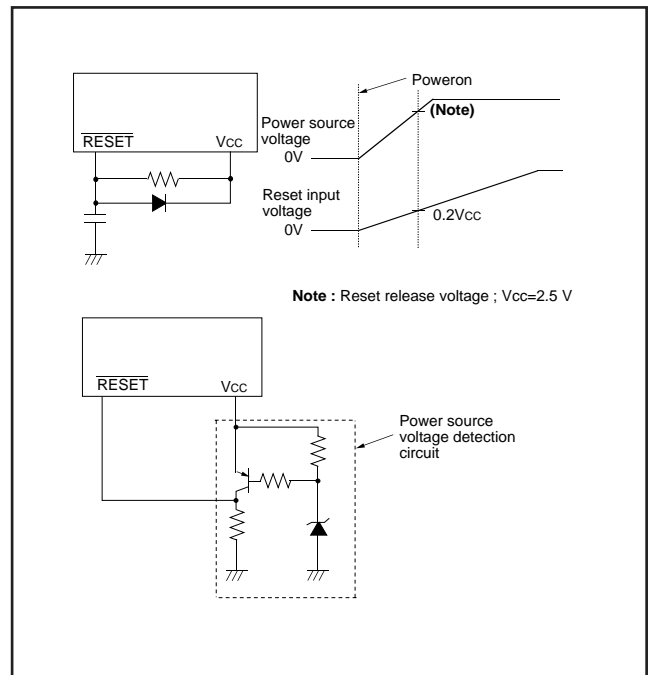 Poweron
(Note)
RESET
VCC
Power source
voltage
0V
Reset input
voltage
0V
0.2VCC
Note : Reset release voltage ; Vcc=2.5 V
RESET
VCC
Power source
voltage detection
circuit